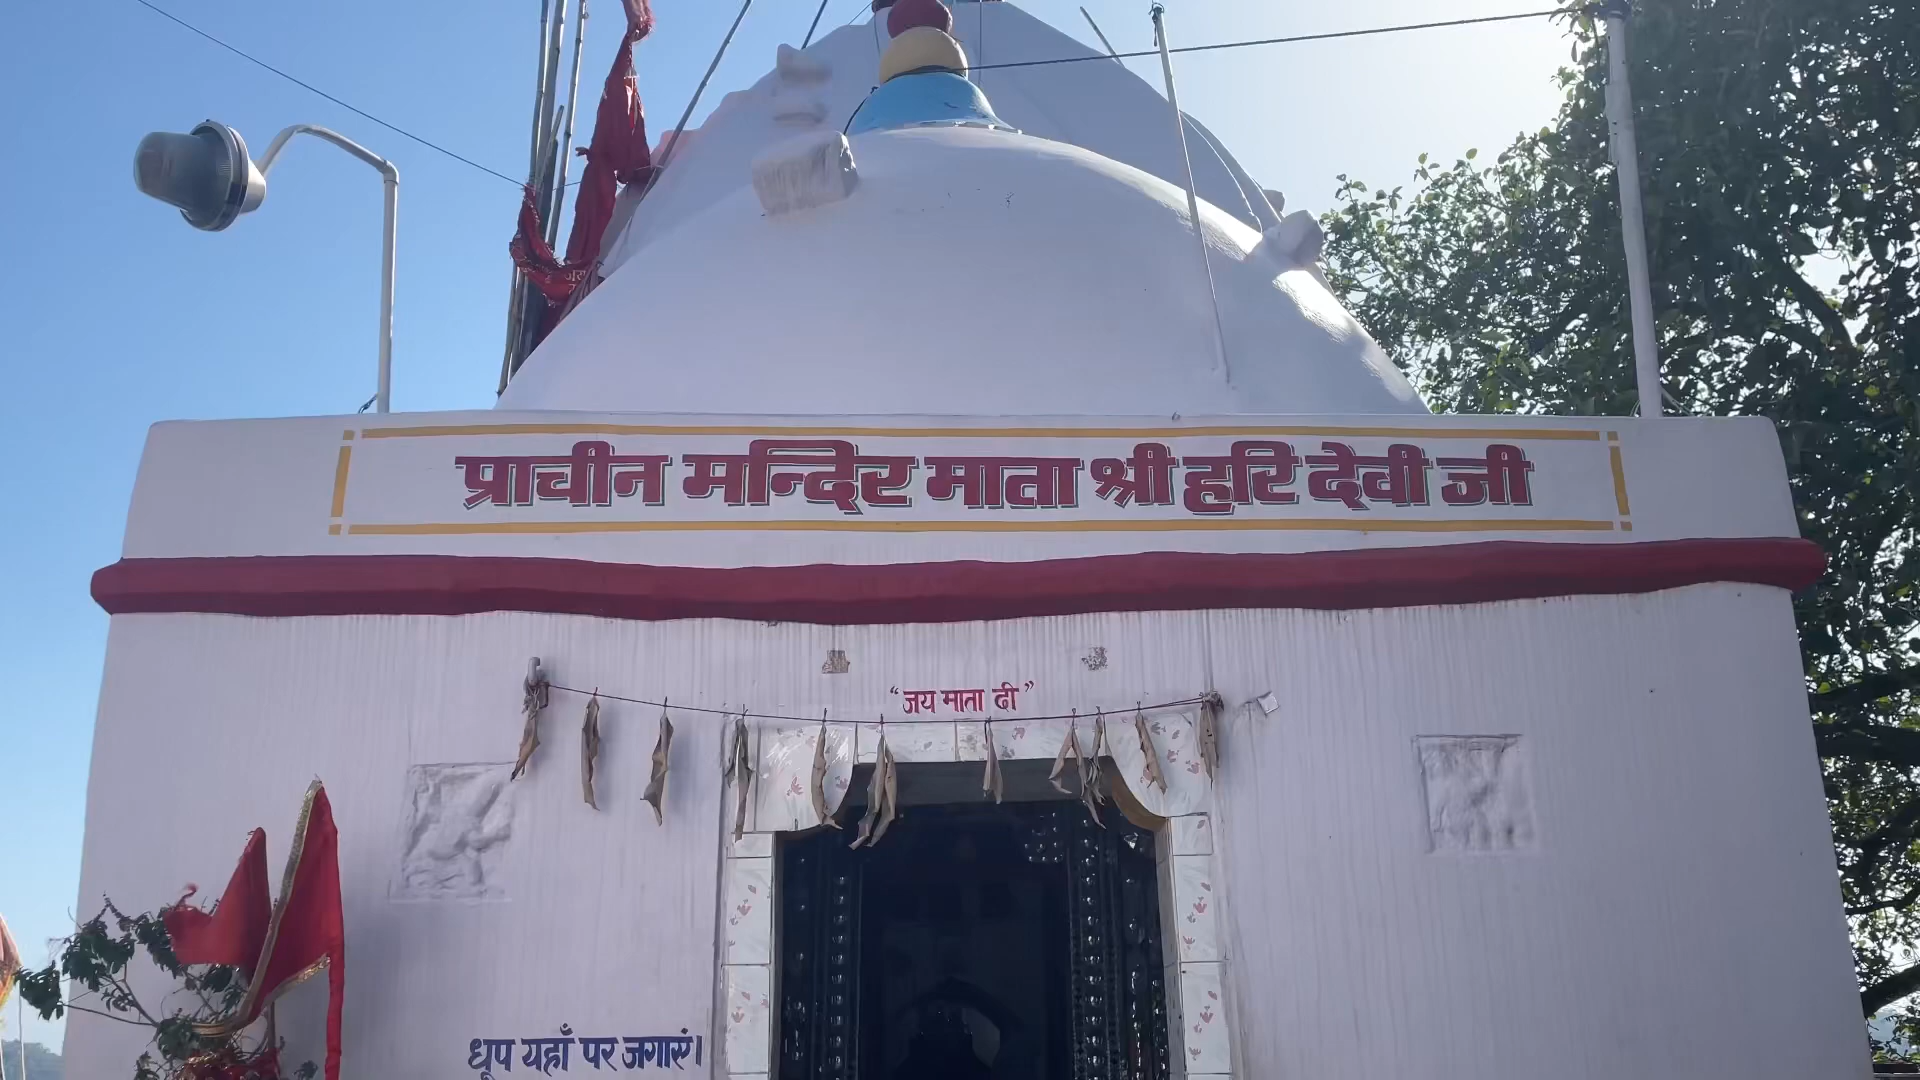 प्राचीन मन्दिर माता श्री हरि देवी जी
“जय माता दी”
धूप यहाँ पर जगाएं।